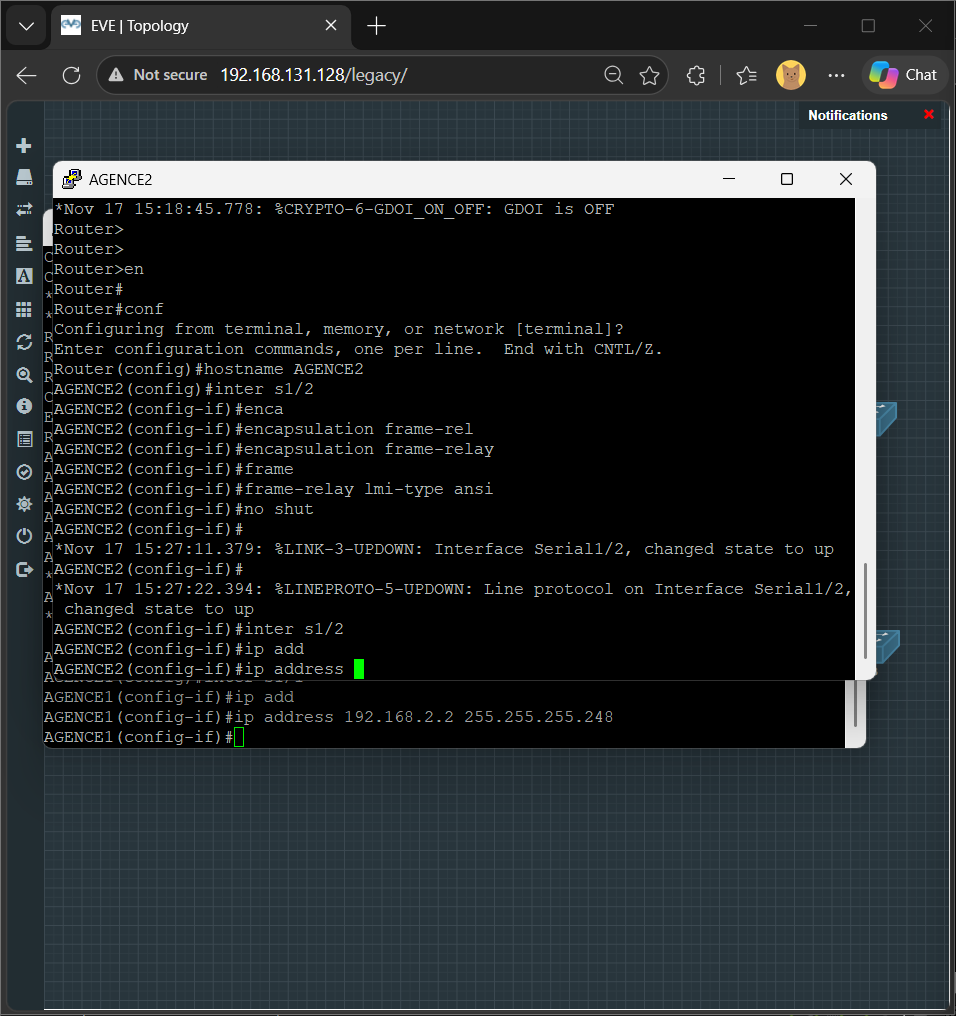 EVE | Topology
Not secure 192.168.131.128/legacy/
Chat
Notifications
AGENCE2
*Nov 17 15:18:45.778: %CRYPTO-6-GDOI_ON_OFF: GDOI is OFF
Router>
Router>
Router>en
Router#
Router#conf
Configuring from terminal, memory, or network [terminal]?
Enter configuration commands, one per line.  End with CNTL/Z.
Router(config)#hostname AGENCE2
AGENCE2(config)#inter s1/2
AGENCE2(config-if)#enca
AGENCE2(config-if)#encapsulation frame-rel
AGENCE2(config-if)#encapsulation frame-relay
AGENCE2(config-if)#frame
AGENCE2(config-if)#frame-relay lmi-type ansi
AGENCE2(config-if)#no shut
AGENCE2(config-if)#
*Nov 17 15:27:11.379: %LINK-3-UPDOWN: Interface Serial1/2, changed state to up
AGENCE2(config-if)#
*Nov 17 15:27:22.394: %LINEPROTO-5-UPDOWN: Line protocol on Interface Serial1/2,
changed state to up
AGENCE2(config-if)#inter s1/2
AGENCE2(config-if)#ip add
AGENCE2(config-if)#ip address
AGENCE1(config-if)#ip add
AGENCE1(config-if)#ip address 192.168.2.2 255.255.255.248
AGENCE1(config-if)#